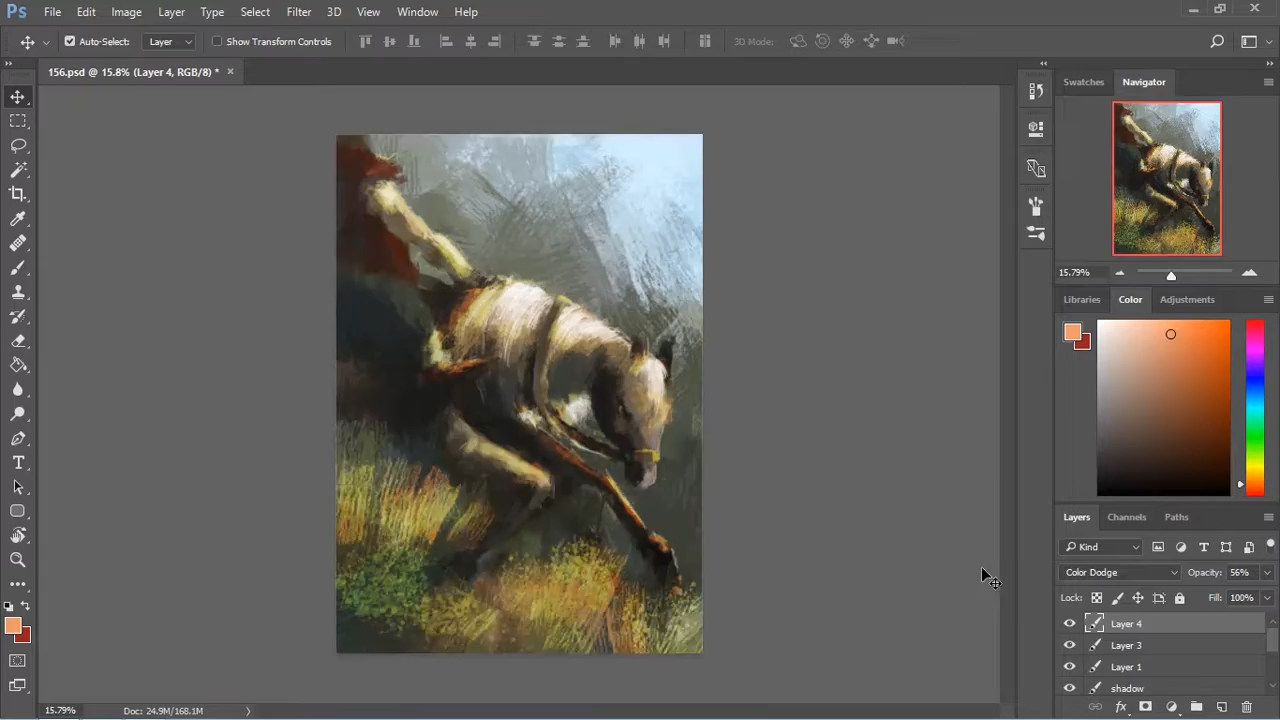 Ps File Edit Image Layer Type Select Filter 3D View Window Help
Auto-Select: Layer Show Transform Controls 3D Mode:
156.psd @ 15.8% (Layer 4, RGB/8) * ×
Swatches Navigator
15.79%
Libraries Color Adjustments
Layers Channels Paths
Kind
Color Dodge Opacity: 56%
Lock: Fill: 100%
Layer 4
Layer 3
Layer 1
shadow
fx
15.79% Doc: 24.9M/168.1M